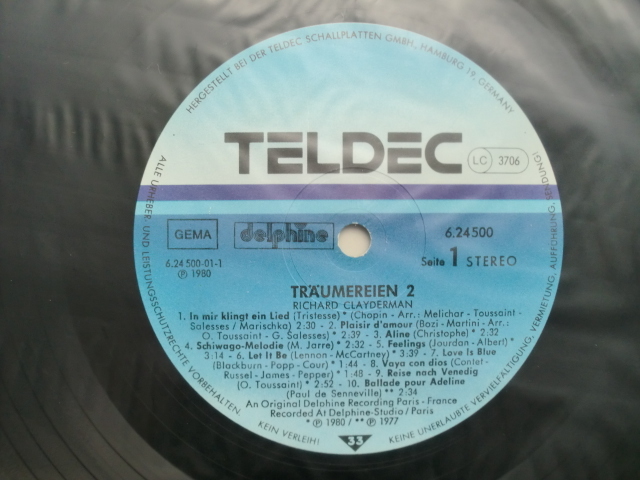 HERGESTELLT BEI DER TELDEC SCHALLPLATTEN GMBH, HAMBURG 19, GERMANY
TELDEC
LC 3706
GEMA
delphine
6.24 500
6.24 500-01-1
Seite 1 STEREO
℗ 1980
TRÄUMEREIEN 2
RICHARD CLAYDERMAN
1. In mir klingt ein Lied (Tristesse) *(Chopin - Arr.: Melichar - Toussaint-
Salesses / Marischka) 2:30 - 2. Plaisir d'amour (Bozi - Martini - Arr.:
O. Toussaint - G. Salesses) 2:39 - 3. Aline (Christophe) 2:34
4. Schiwago-Melodie (M. Jarre) 2:32 - 5. Feelings (Jourdan - Albert)
3:14 - 6. Let It Be (Lennon - McCartney) *3:39 - 7. Love Is Blue
(Blackburn - Popp - Cour) *1:44 - 8. Vaya con dios (Contet-
Russel - James - Pepper) *1:48 - 9. Reise nach Venedig
(O. Toussaint) *2:52 - 10. Ballade pour Adeline
(Paul de Senneville) **2:34
An Original Delphine Recording Paris - France
Recorded At Delphine-Studio / Paris
*℗ 1980 / **℗ 1977
33
ALLE URHEBER- UND LEISTUNGSSCHUTZRECHTE VORBEHALTEN.
KEIN VERLEIH!
KEINE UNERLAUBTE VERVIELFÄLTIGUNG, VERMIETUNG, AUFFÜHRUNG, SENDUNG!